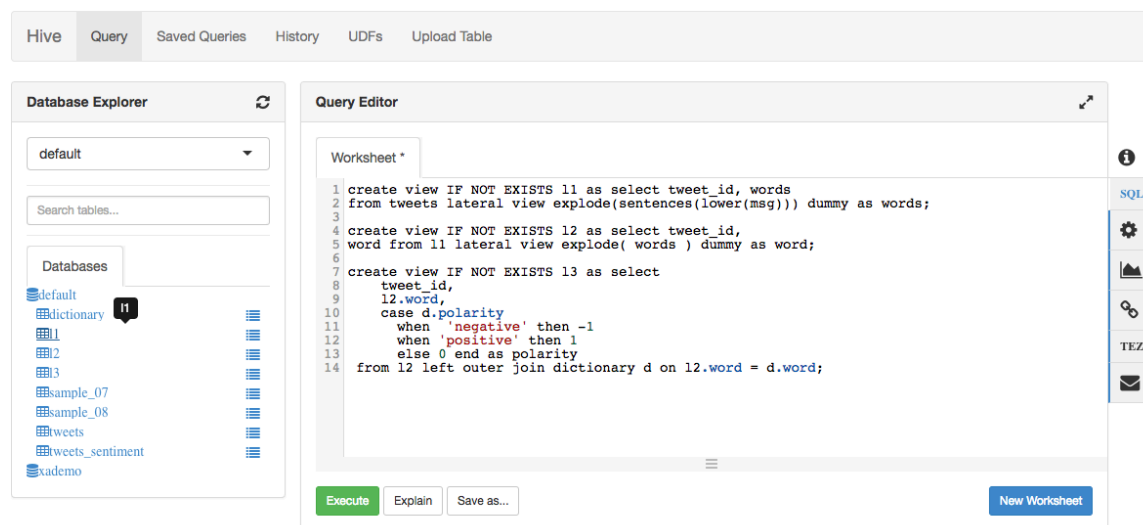 Hive Query Saved Queries History UDFs Upload Table
Database Explorer
default
Search tables...
Databases
default
dictionary
l1
l1
l2
l3
sample_07
sample_08
tweets
tweets_sentiment
xademo
Query Editor
Worksheet *
1 create view IF NOT EXISTS l1 as select tweet_id, words
2 from tweets lateral view explode(sentences(lower(msg))) dummy as words;
3
4 create view IF NOT EXISTS l2 as select tweet_id,
5 word from l1 lateral view explode( words ) dummy as word;
6
7 create view IF NOT EXISTS l3 as select
8     tweet_id,
9     l2.word,
10     case d.polarity
11       when  'negative' then -1
12       when 'positive' then 1
13       else 0 end as polarity
14  from l2 left outer join dictionary d on l2.word = d.word;
Execute Explain Save as... New Worksheet
SQL
TEZ